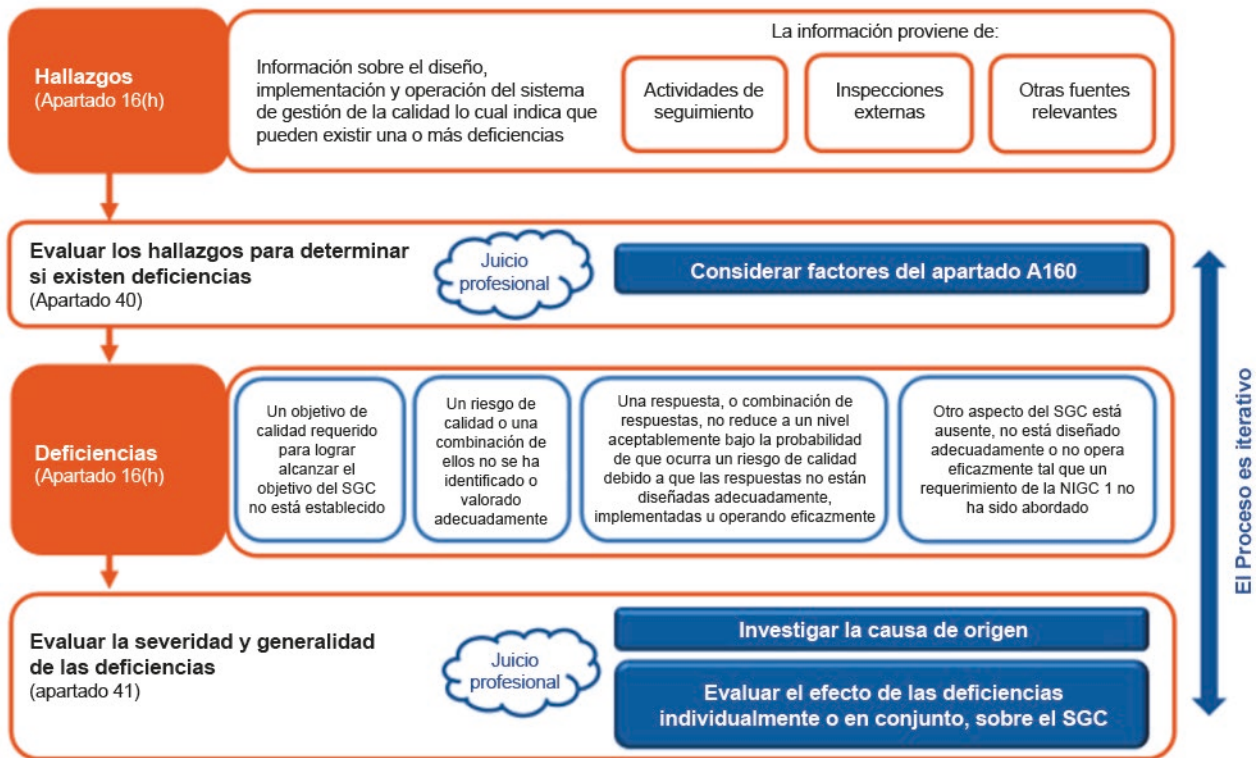 Hallazgos
(Apartado 16(h)
Información sobre el diseño,
implementación y operación del sistema
de gestión de la calidad lo cual indica que
pueden existir una o más deficiencias
La información proviene de:
Actividades de
seguimiento
Inspecciones
externas
Otras fuentes
relevantes
Evaluar los hallazgos para determinar
si existen deficiencias
(Apartado 40)
Juicio
profesional
Considerar factores del apartado A160
Deficiencias
(Apartado 16(h)
Un objetivo de
calidad requerido
para lograr
alcanzar el
objetivo del SGC
no está establecido
Un riesgo de
calidad o una
combinación de
ellos no se ha
identificado o
valorado
adecuadamente
Una respuesta, o combinación de
respuestas, no reduce a un nivel
aceptablemente bajo la probabilidad
de que ocurra un riesgo de calidad
debido a que las respuestas no están
diseñadas adecuadamente,
implementadas u operando eficazmente
Otro aspecto del SGC está
ausente, no está diseñado
adecuadamente o no opera
eficazmente tal que un
requerimiento de la NIGC 1 no
ha sido abordado
Evaluar la severidad y generalidad
de las deficiencias
(apartado 41)
Juicio
profesional
Investigar la causa de origen
Evaluar el efecto de las deficiencias
individualmente o en conjunto, sobre el SGC
El Proceso es iterativo